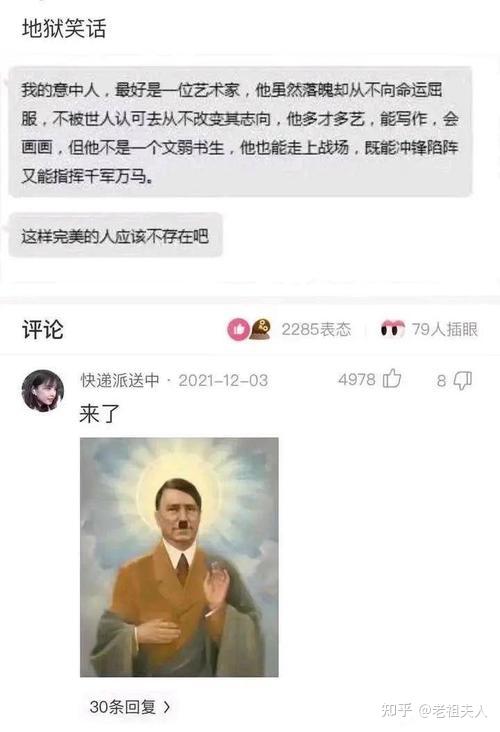 地狱笑话
我的意中人，最好是一位艺术家，他虽然落魄却从不向命运屈
服，不被世人认可去从不改变其志向，他多才多艺，能写作，会
画画，但他不是一个文弱书生，他也能走上战场，既能冲锋陷阵
又能指挥千军万马。
这样完美的人应该不存在吧
评论
2285表态
79人插眼
快递派送中 · 2021-12-03
4978
8
来了
30条回复 >
知乎 @老祖夫人